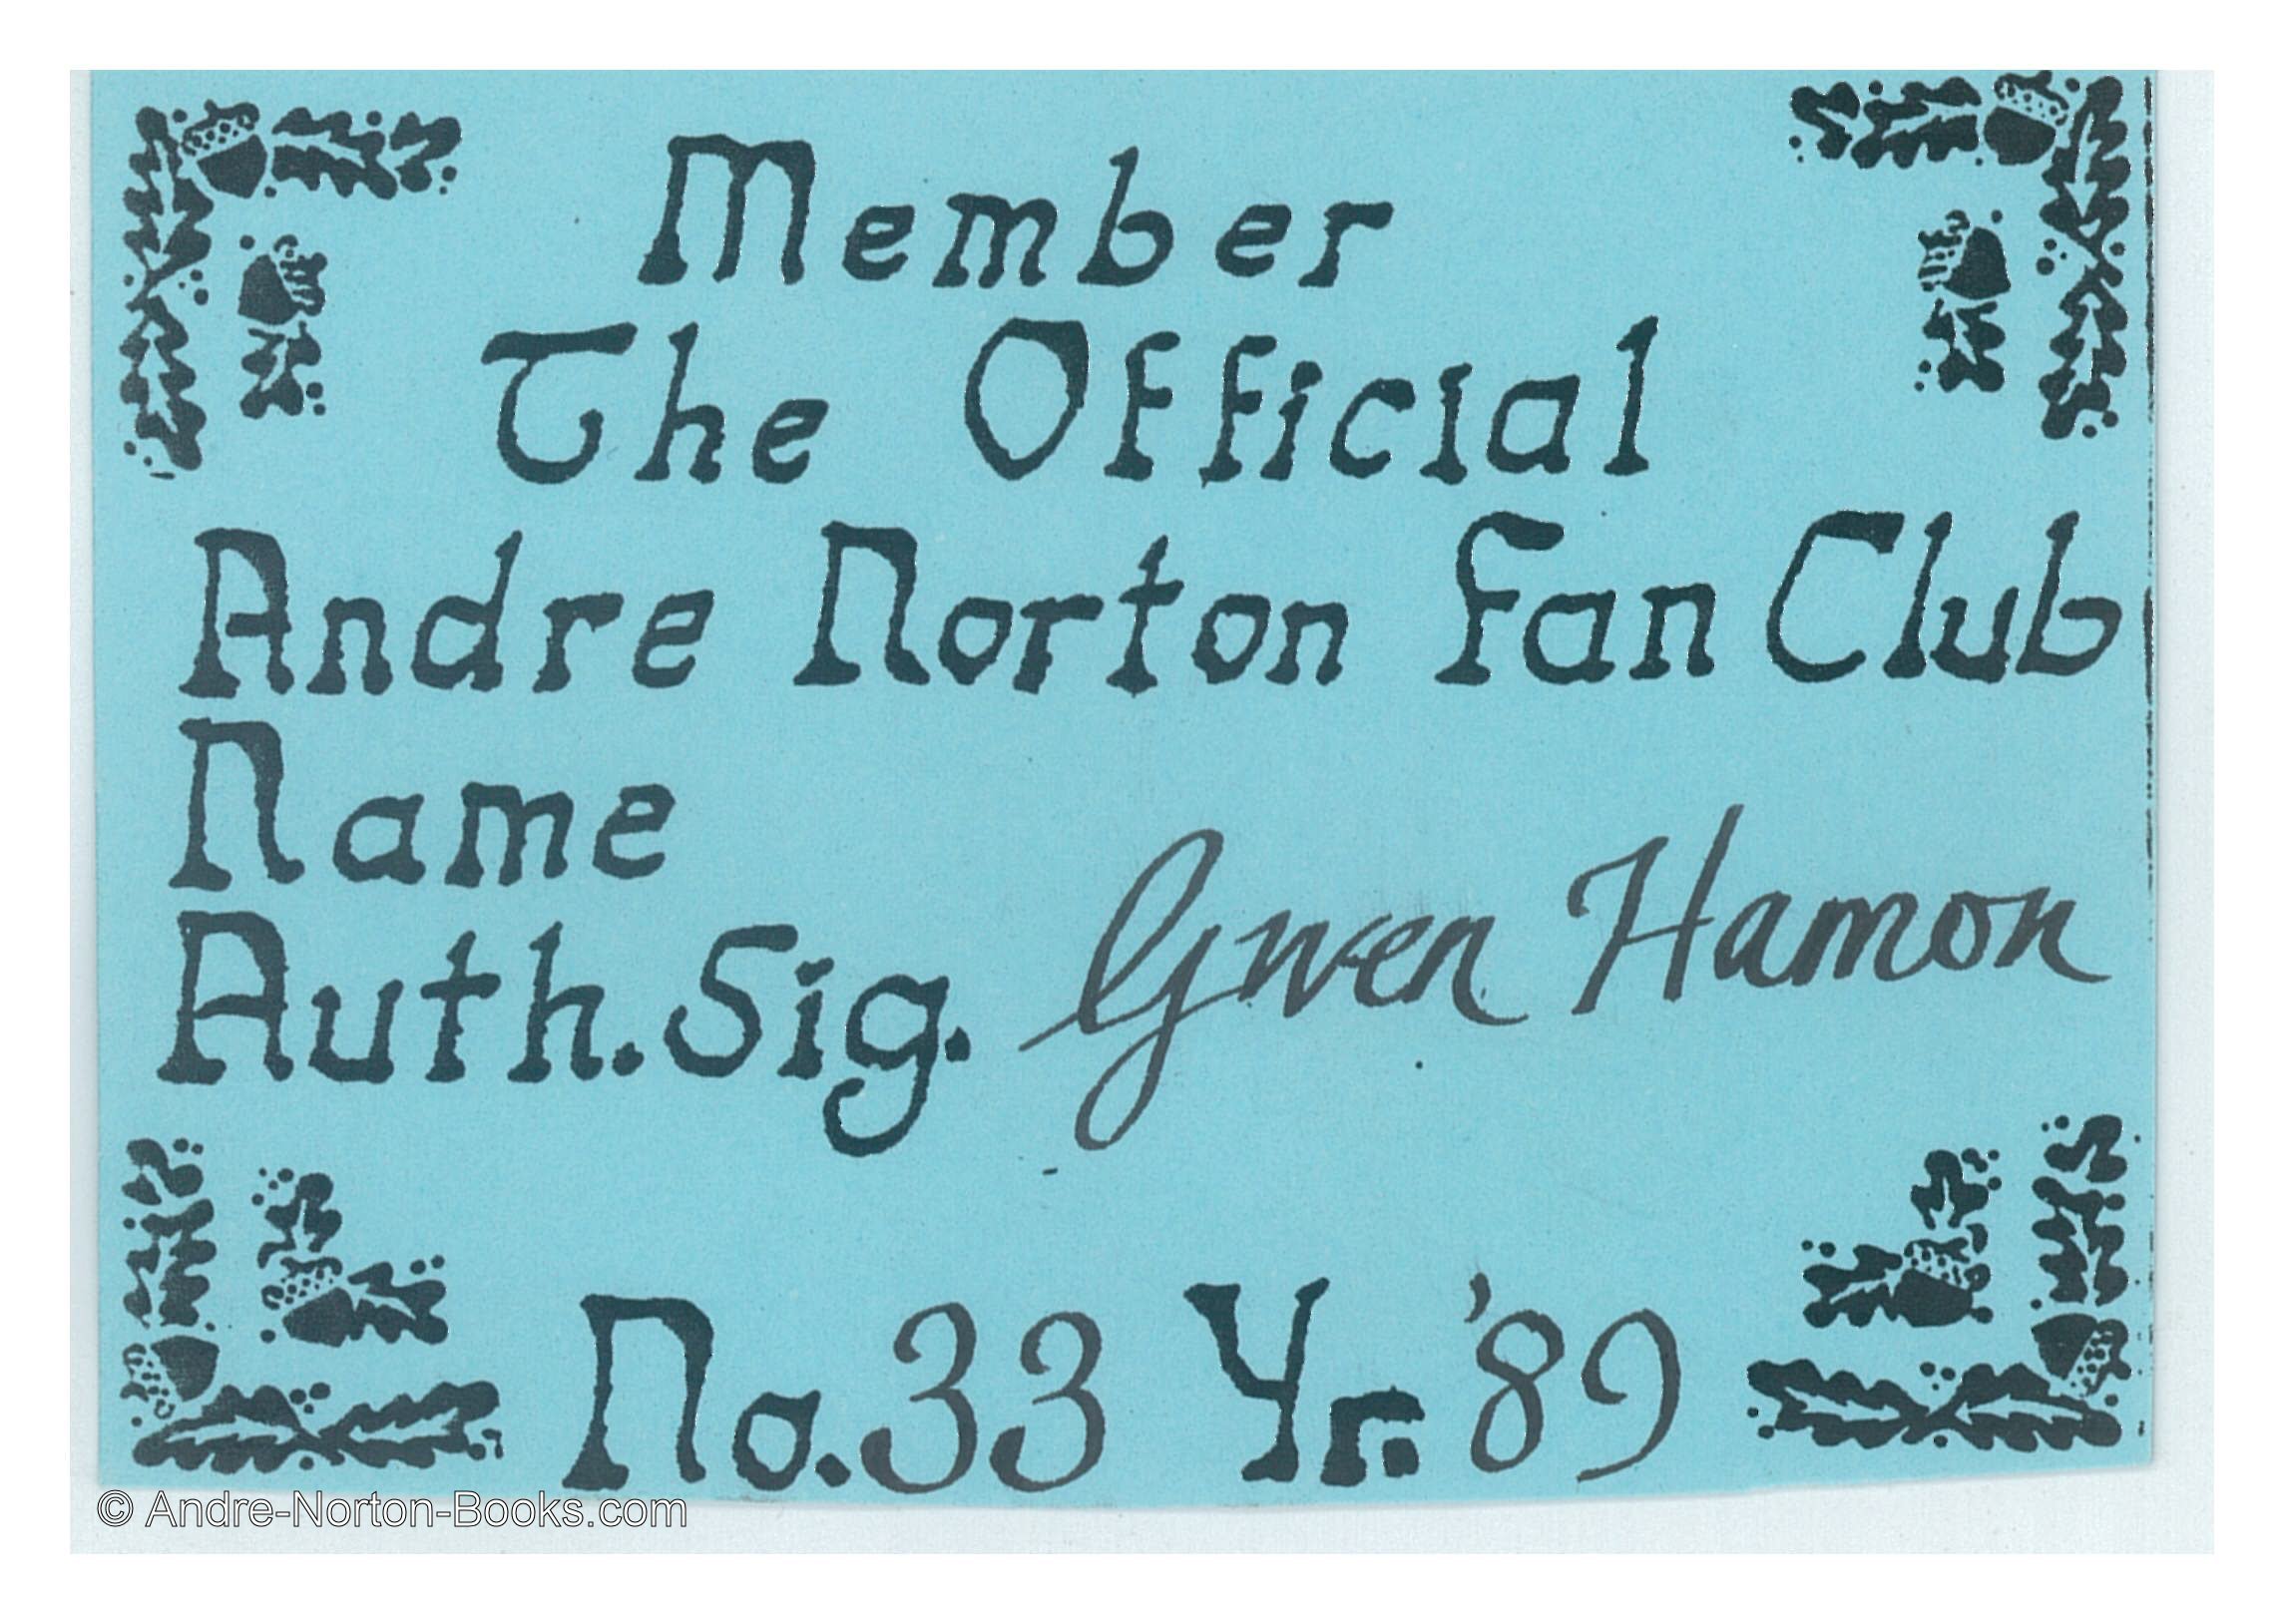 Member
The Official
Andre Norton Fan Club
Name
Auth. Sig. Gwen Hamon
No. 33 Yr. '89
© Andre-Norton-Books.com